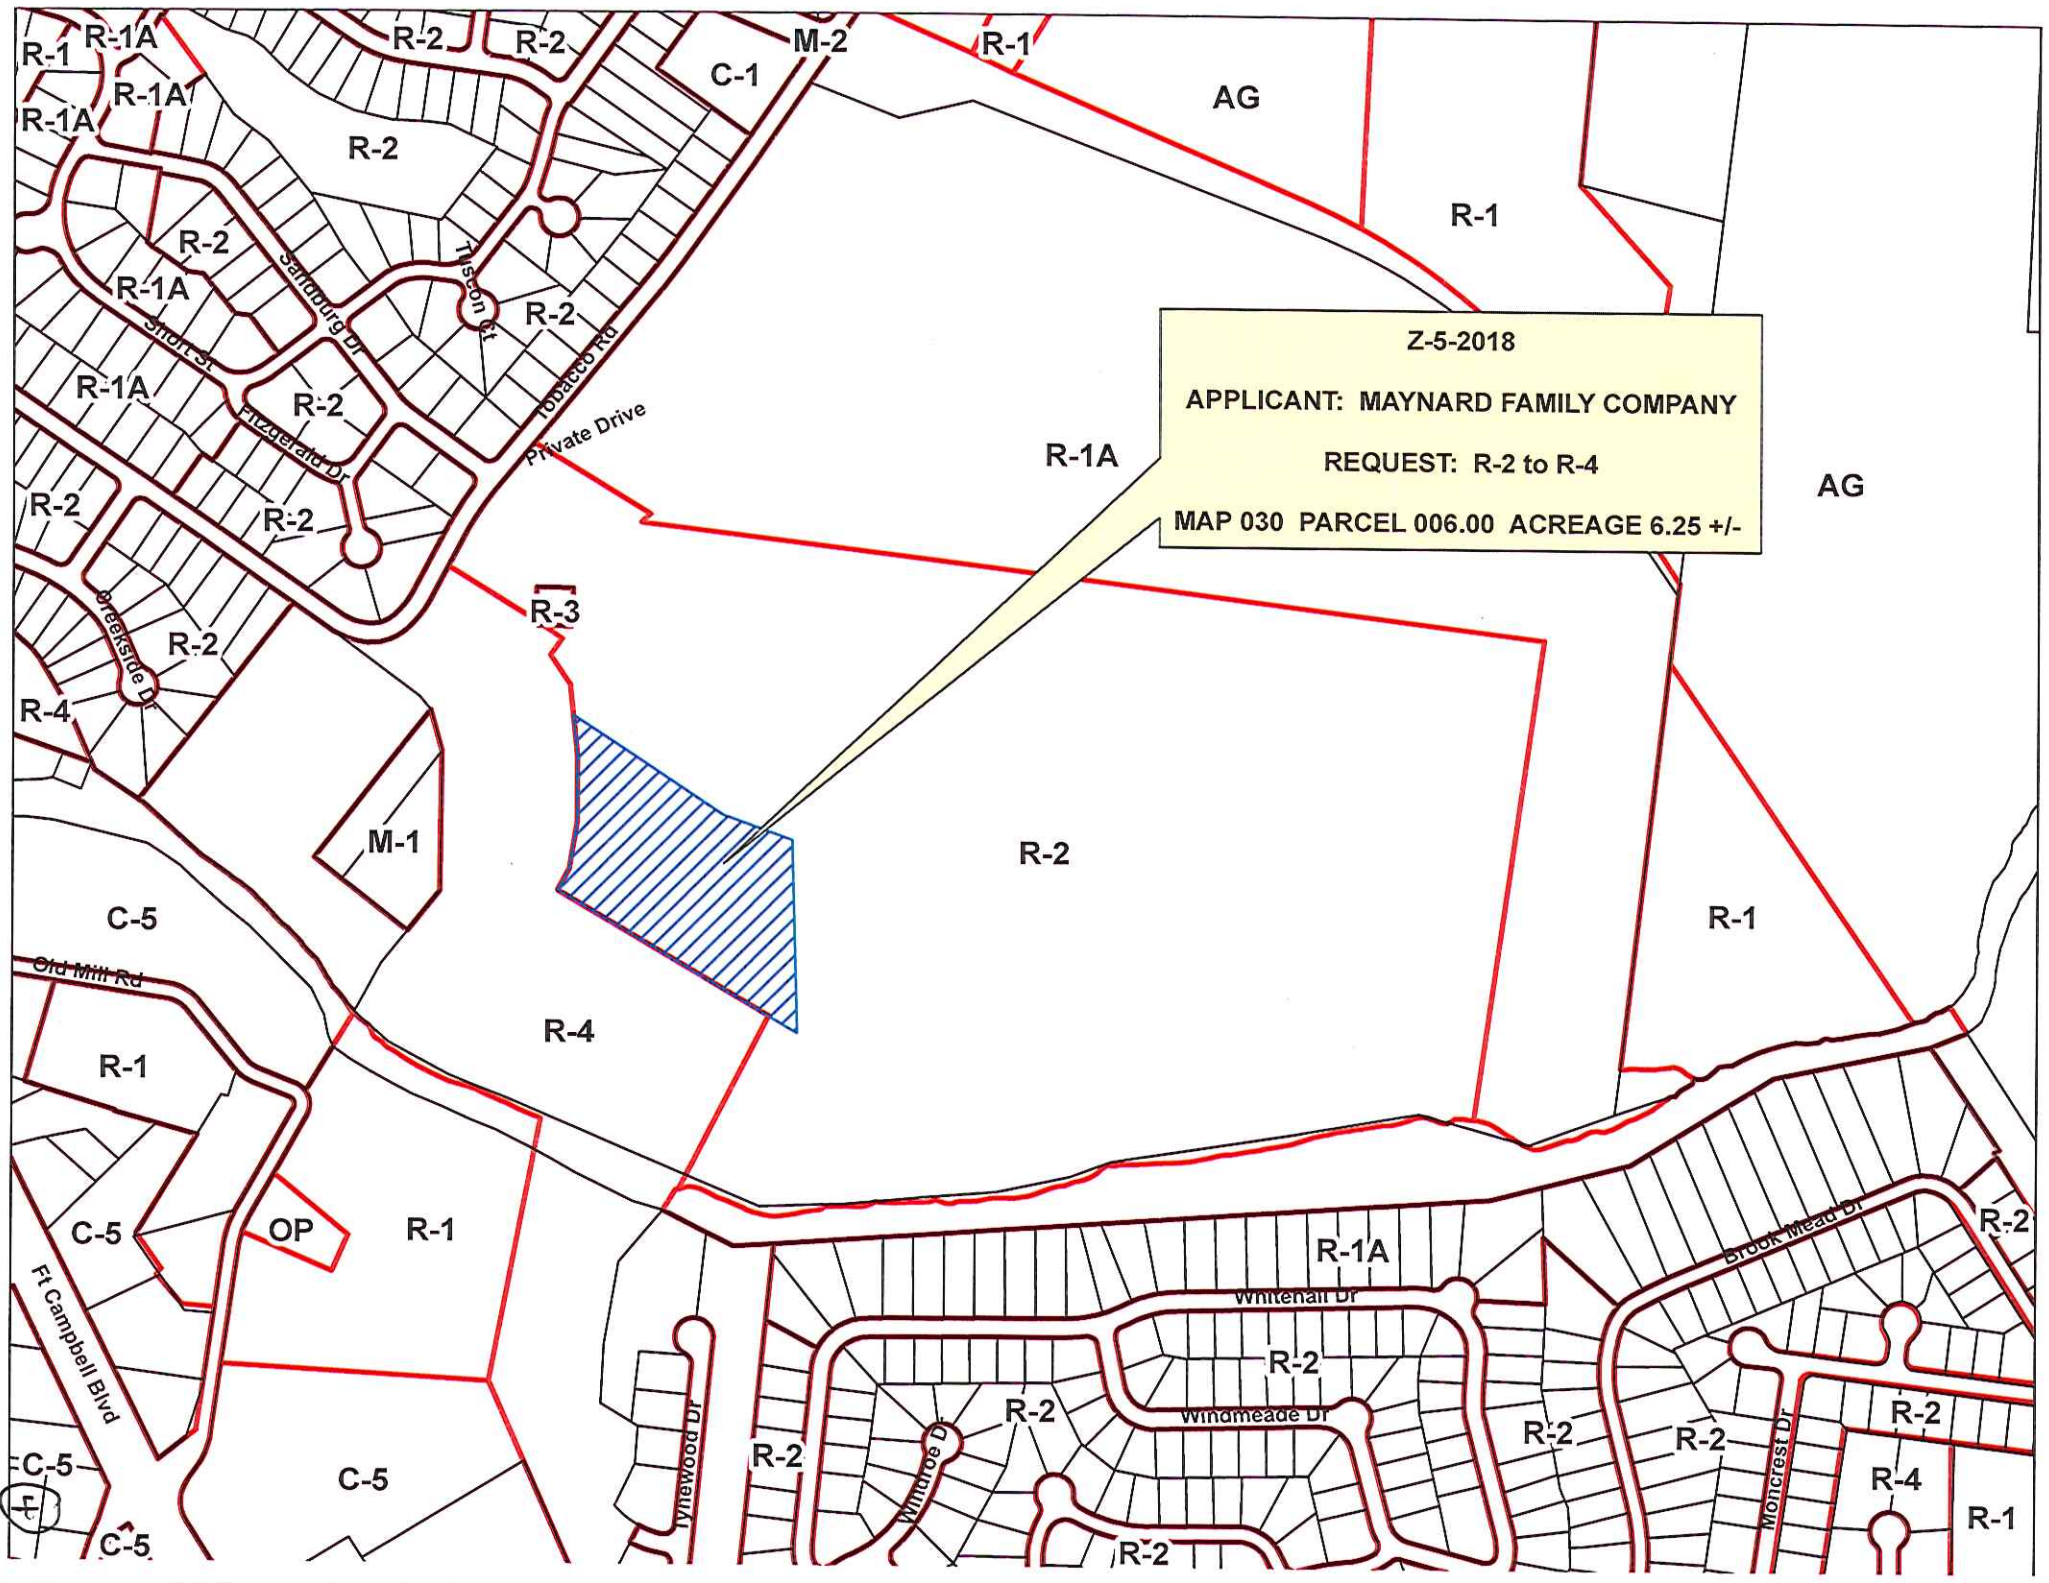 R-1A
R-2
R-2
M-2
R-1
R-1
C-1
AG
R-1A
R-1A
R-2
R-1
R-2
R-1A
Sandburg Dr
Tuscon Ct
R-2
Short St
Tobacco Rd
Z-5-2018
APPLICANT: MAYNARD FAMILY COMPANY
REQUEST: R-2 to R-4
MAP 030 PARCEL 006.00 ACREAGE 6.25 +/-
R-1A
R-2
Fitzgerald Dr
Private Drive
R-1A
AG
R-2
R-2
R-3
Creekside Dr
R-2
R-4
M-1
R-2
C-5
R-1
Old Mill Rd
R-4
R-1
C-5
OP
R-1
R-1A
Brook Mead Dr
R-2
Ft Campbell Blvd
Whitehall Dr
R-2
R-2
Windmeade Dr
R-2
R-2
R-2
R-2
Tynewood Dr
Windroe Dr
Moncrest Dr
C-5
C-5
R-4
R-1
C-5
R-2